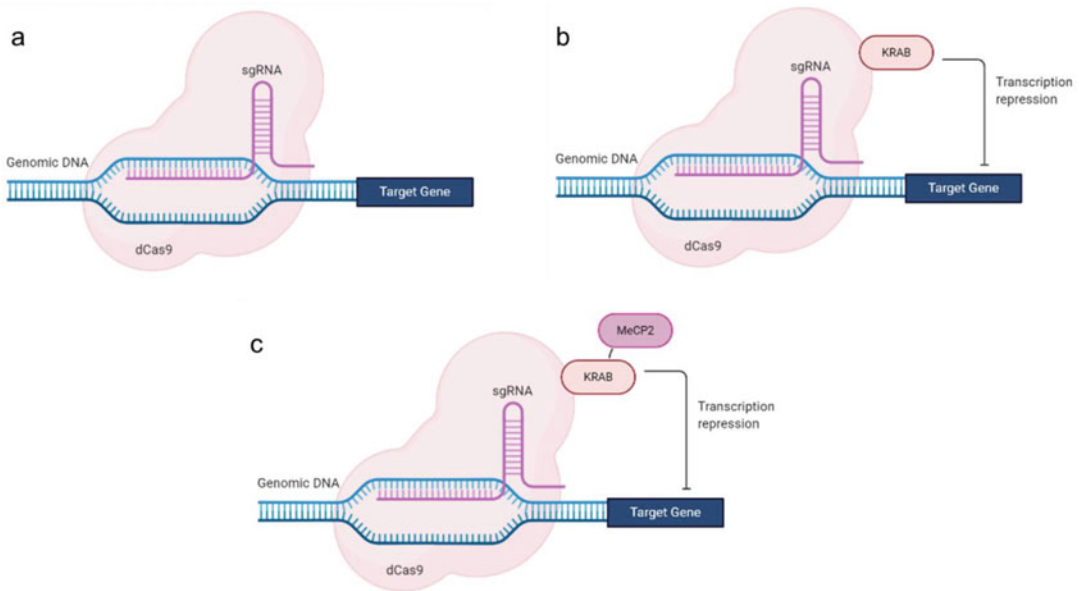 a
sgRNA
Genomic DNA
Target Gene
dCas9
b
KRAB
sgRNA
Transcription
repression
Genomic DNA
Target Gene
dCas9
c
MeCP2
KRAB
sgRNA
Transcription
repression
Genomic DNA
Target Gene
dCas9